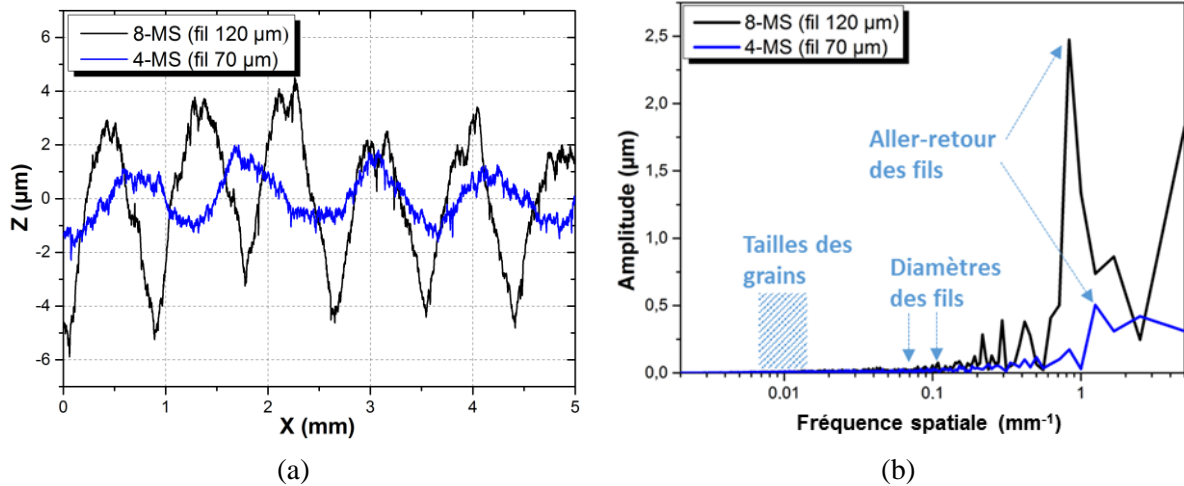 8-MS (fil 120 µm)
4-MS (fil 70 µm)
6
4
2
0
-2
-4
-6
Z (µm)
0
1
2
3
4
5
X (mm)
(a)
8-MS (fil 120 µm)
4-MS (fil 70 µm)
2,5
2,0
1,5
1,0
0,5
0,0
Amplitude (µm)
Aller-retour
des fils
Tailles des
grains
Diamètres
des fils
0.01
0.1
1
Fréquence spatiale (mm⁻¹)
(b)